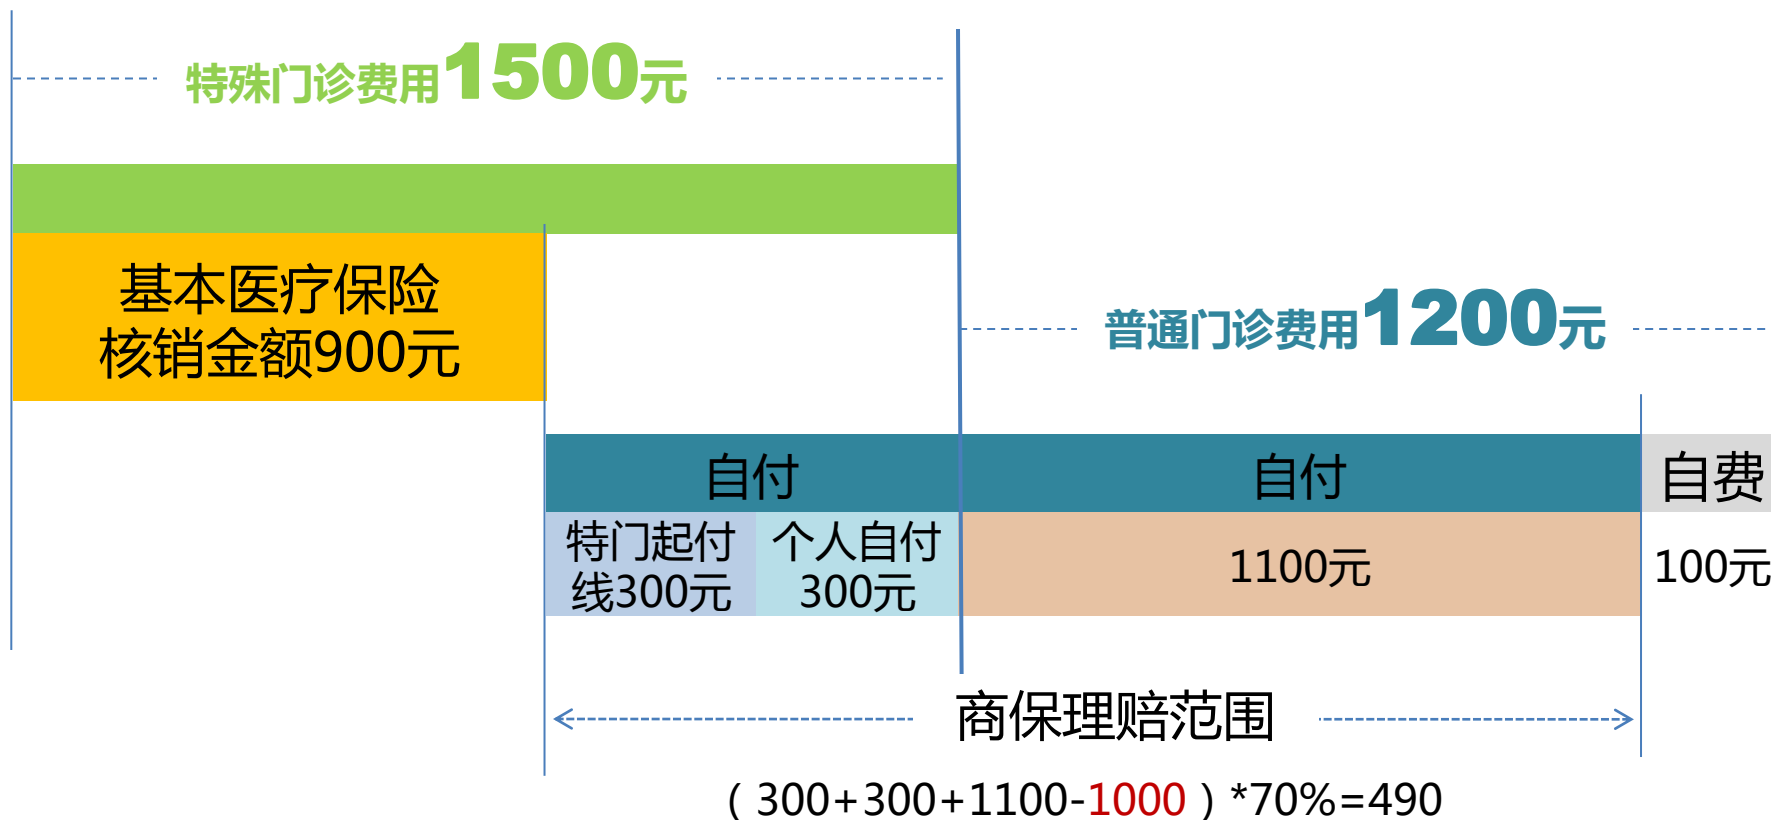 特殊门诊费用1500元
基本医疗保险
核销金额900元
普通门诊费用1200元
自付
自付
自费
特门起付
线300元
个人自付
300元
1100元
100元
商保理赔范围
（300+300+1100-1000）*70%=490